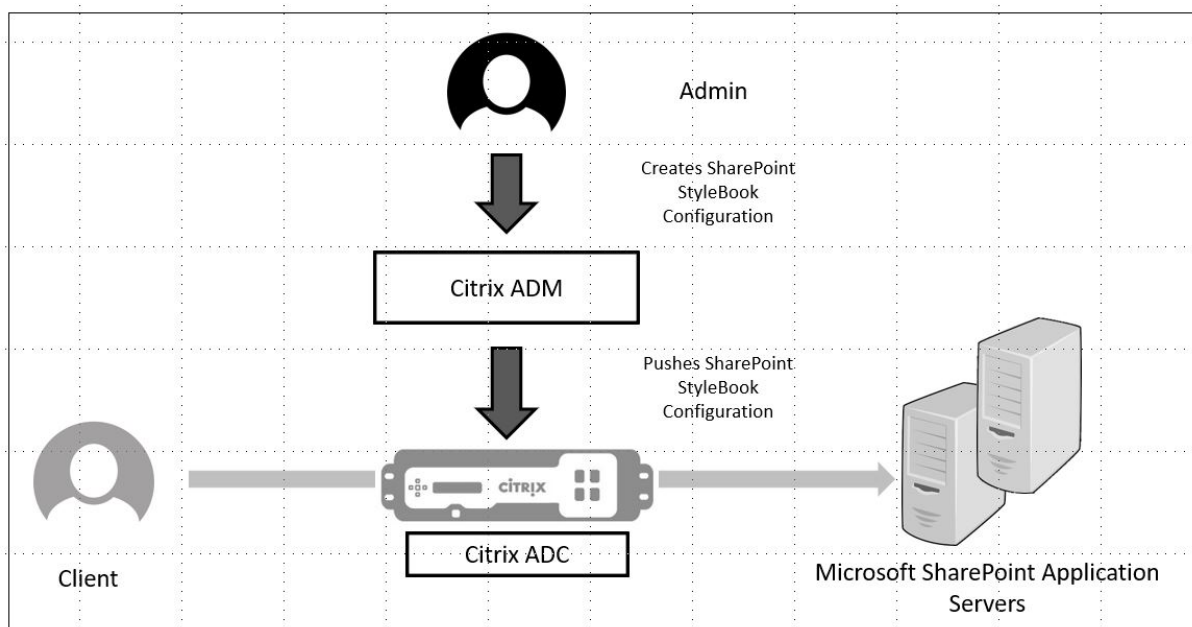 Admin
Creates SharePoint
StyleBook
Configuration
Citrix ADM
Pushes SharePoint
StyleBook
Configuration
CITRIX
Citrix ADC
Client
Microsoft SharePoint Application
Servers